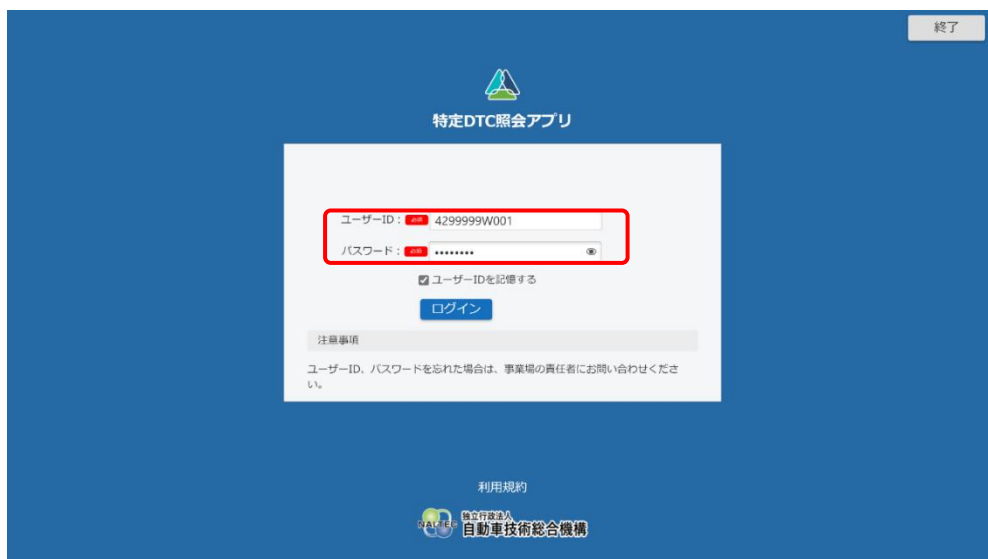 終了
特定DTC照会アプリ
ユーザーID： 必須 4299999W001
パスワード： 必須 ••••••••
ユーザーIDを記憶する
ログイン
注意事項
ユーザーID、パスワードを忘れた場合は、事業場の責任者にお問い合わせくださ
い。
利用規約
NALTEC 独立行政法人
自動車技術総合機構